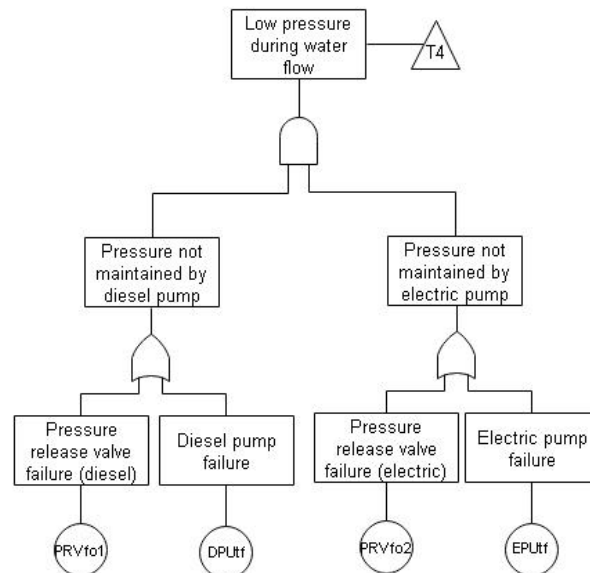 Low pressure
during water
flow
T4
Pressure not
maintained by
diesel pump
Pressure not
maintained by
electric pump
Pressure
release valve
failure (diesel)
Diesel pump
failure
Pressure
release valve
failure (electric)
Electric pump
failure
PRVfo1
DPUtf
PRVfo2
EPUtf